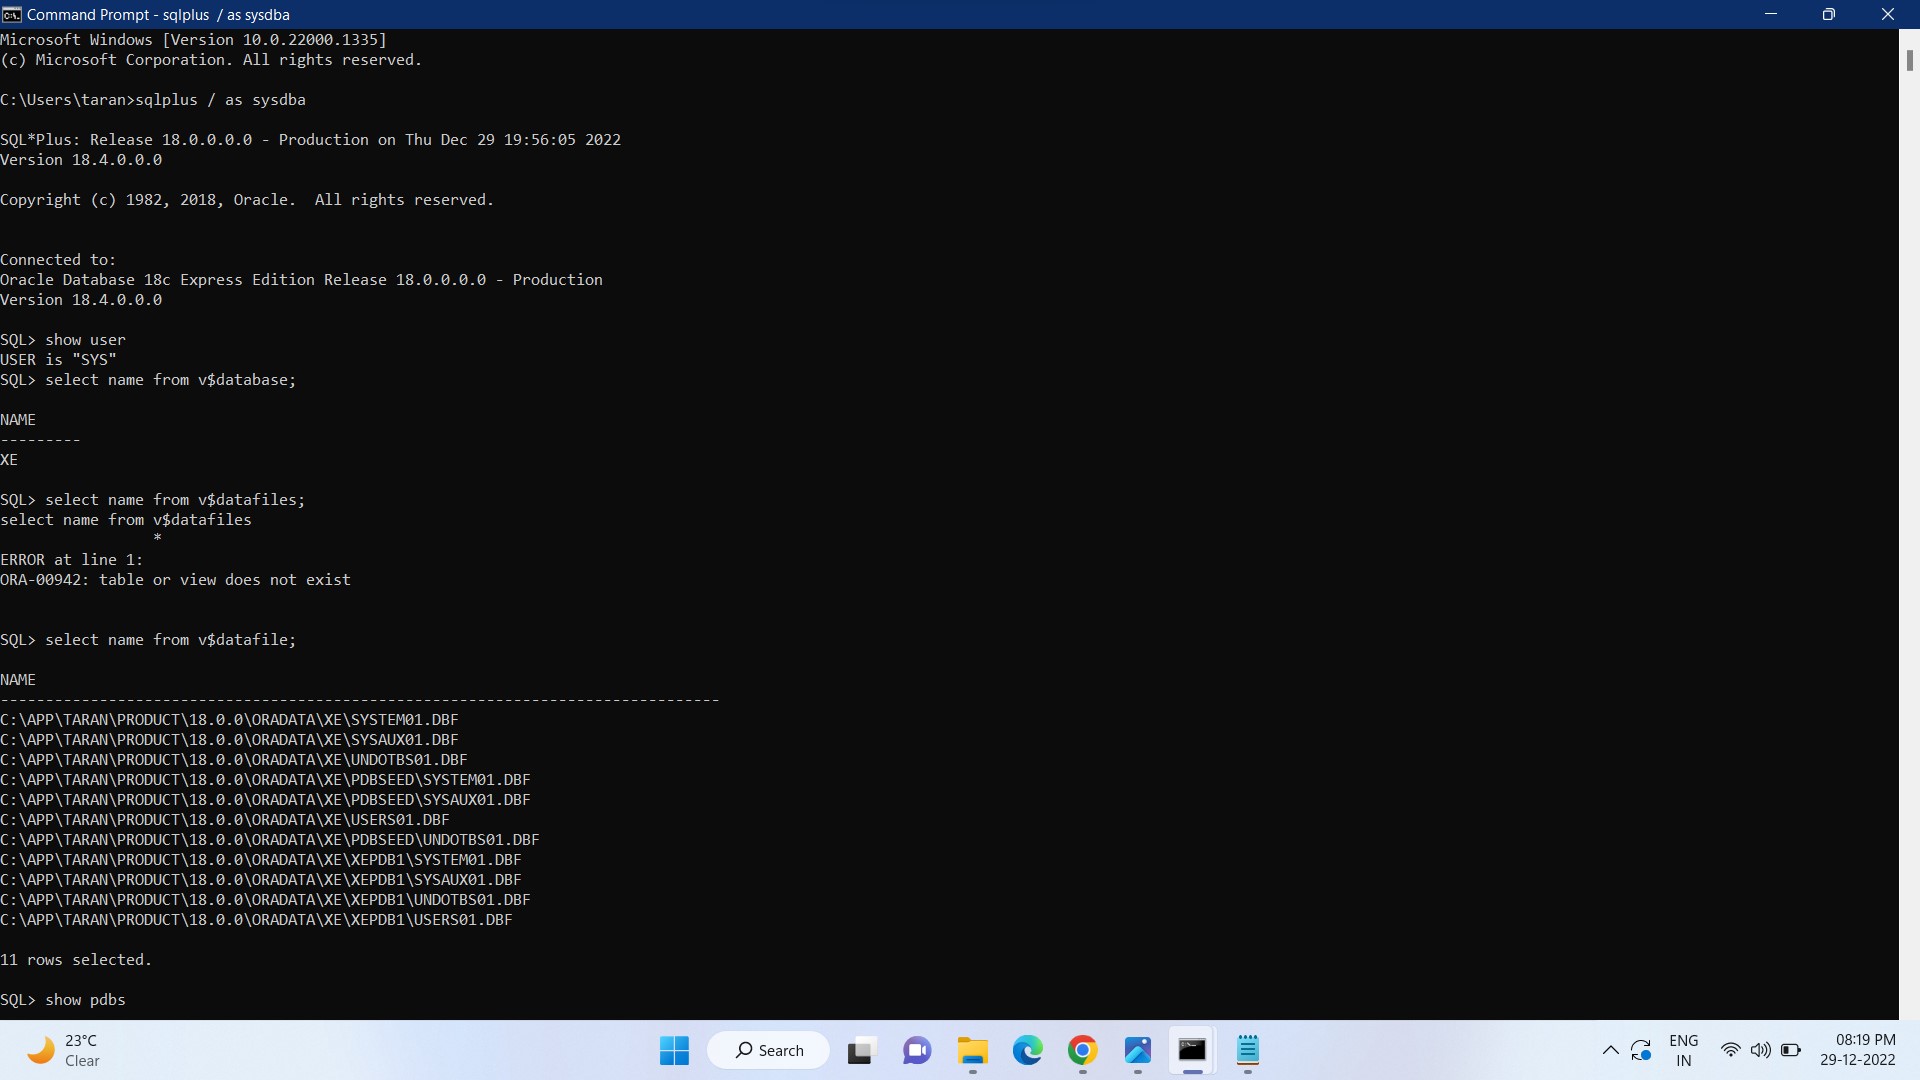 Command Prompt - sqlplus  / as sysdba
Microsoft Windows [Version 10.0.22000.1335]
(c) Microsoft Corporation. All rights reserved.
C:\Users\taran>sqlplus / as sysdba
SQL*Plus: Release 18.0.0.0.0 - Production on Thu Dec 29 19:56:05 2022
Version 18.4.0.0.0
Copyright (c) 1982, 2018, Oracle.  All rights reserved.
Connected to:
Oracle Database 18c Express Edition Release 18.0.0.0.0 - Production
Version 18.4.0.0.0
SQL> show user
USER is "SYS"
SQL> select name from v$database;
NAME
---------
XE
SQL> select name from v$datafiles;
select name from v$datafiles
                 *
ERROR at line 1:
ORA-00942: table or view does not exist
SQL> select name from v$datafile;
NAME
--------------------------------------------------------------------------------
C:\APP\TARAN\PRODUCT\18.0.0\ORADATA\XE\SYSTEM01.DBF
C:\APP\TARAN\PRODUCT\18.0.0\ORADATA\XE\SYSAUX01.DBF
C:\APP\TARAN\PRODUCT\18.0.0\ORADATA\XE\UNDOTBS01.DBF
C:\APP\TARAN\PRODUCT\18.0.0\ORADATA\XE\PDBSEED\SYSTEM01.DBF
C:\APP\TARAN\PRODUCT\18.0.0\ORADATA\XE\PDBSEED\SYSAUX01.DBF
C:\APP\TARAN\PRODUCT\18.0.0\ORADATA\XE\USERS01.DBF
C:\APP\TARAN\PRODUCT\18.0.0\ORADATA\XE\PDBSEED\UNDOTBS01.DBF
C:\APP\TARAN\PRODUCT\18.0.0\ORADATA\XE\XEPDB1\SYSTEM01.DBF
C:\APP\TARAN\PRODUCT\18.0.0\ORADATA\XE\XEPDB1\SYSAUX01.DBF
C:\APP\TARAN\PRODUCT\18.0.0\ORADATA\XE\XEPDB1\UNDOTBS01.DBF
C:\APP\TARAN\PRODUCT\18.0.0\ORADATA\XE\XEPDB1\USERS01.DBF
11 rows selected.
SQL> show pdbs
23°C
Clear
Search
ENG
IN
08:19 PM
29-12-2022